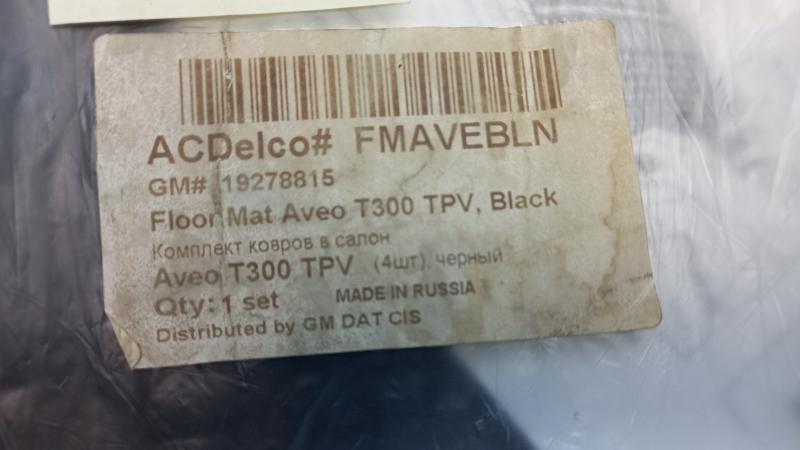 ACDelco# FMAVEBLN
GM# 19278815
Floor Mat Aveo T300 TPV, Black
Комплект ковров в салон
Aveo T300 TPV (4шт). черный
Qty: 1 set MADE IN RUSSIA
Distributed by GM DAT CIS